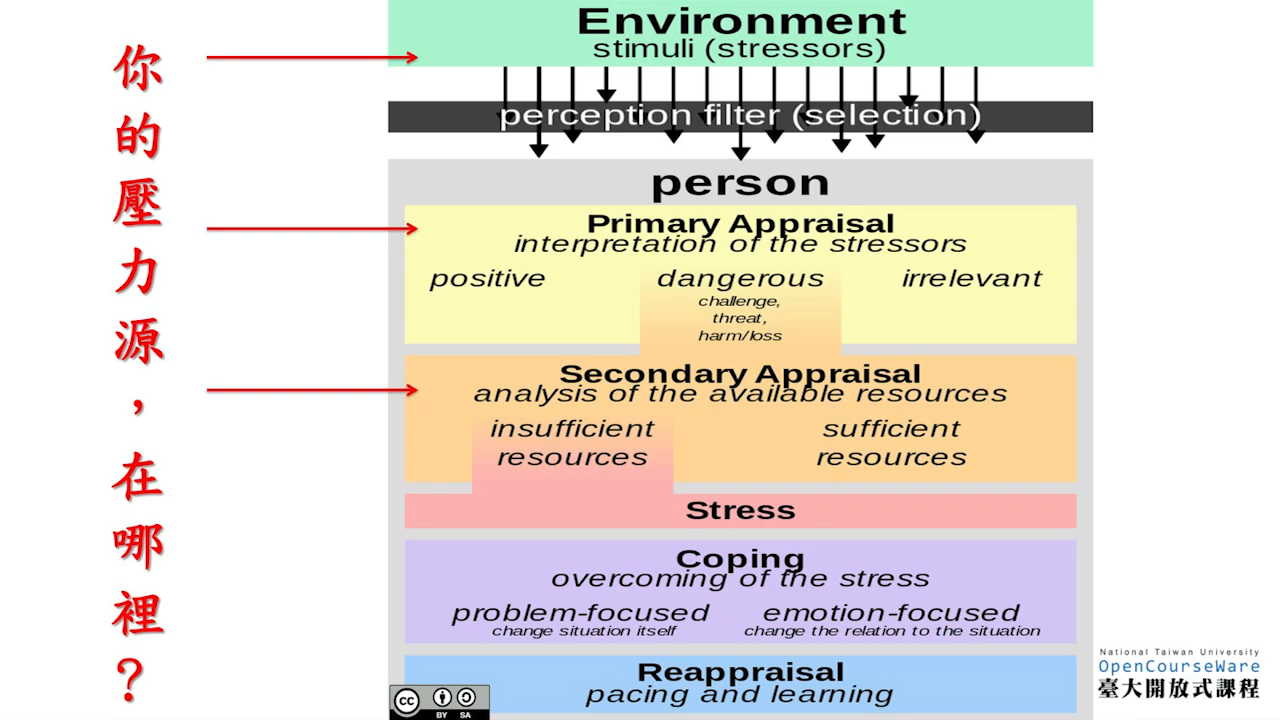 你的壓力源，在哪裡？
Environment
stimuli (stressors)
perception filter (selection)
person
Primary Appraisal
interpretation of the stressors
positive dangerous irrelevant
challenge,
threat,
harm/loss
Secondary Appraisal
analysis of the available resources
insufficient sufficient
resources resources
Stress
Coping
overcoming of the stress
problem-focused emotion-focused
change situation itself change the relation to the situation
Reappraisal
pacing and learning
cc BY SA
National Taiwan University
OpenCourseWare
臺大開放式課程